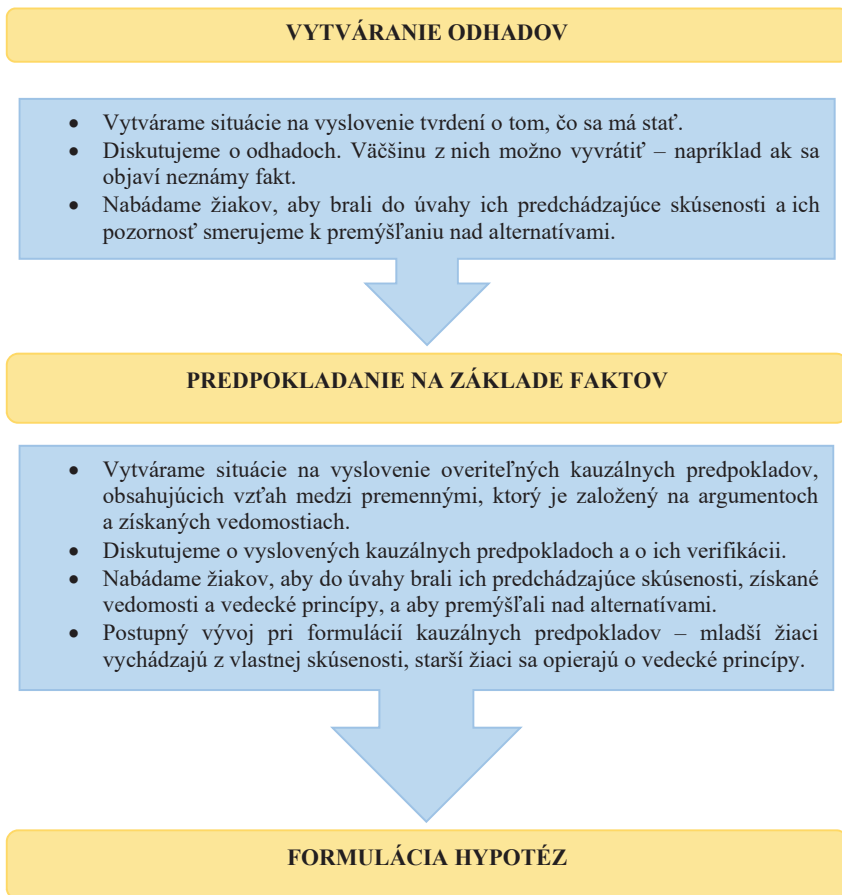 VYTVÁRANIE ODHADOV
• Vytvárame situácie na vyslovenie tvrdení o tom, čo sa má stať.
• Diskutujeme o odhadoch. Väčšinu z nich možno vyvrátiť – napríklad ak sa
objaví neznámy fakt.
• Nabádame žiakov, aby brali do úvahy ich predchádzajúce skúsenosti a ich
pozornosť smerujeme k premýšľaniu nad alternatívami.
PREDPOKLADANIE NA ZÁKLADE FAKTOV
• Vytvárame situácie na vyslovenie overiteľných kauzálnych predpokladov,
obsahujúcich vzťah medzi premennými, ktorý je založený na argumentoch
a získaných vedomostiach.
• Diskutujeme o vyslovených kauzálnych predpokladoch a o ich verifikácii.
• Nabádame žiakov, aby do úvahy brali ich predchádzajúce skúsenosti, získané
vedomosti a vedecké princípy, a aby premýšľali nad alternatívami.
• Postupný vývoj pri formulácií kauzálnych predpokladov – mladší žiaci
vychádzajú z vlastnej skúsenosti, starší žiaci sa opierajú o vedecké princípy.
FORMULÁCIA HYPOTÉZ